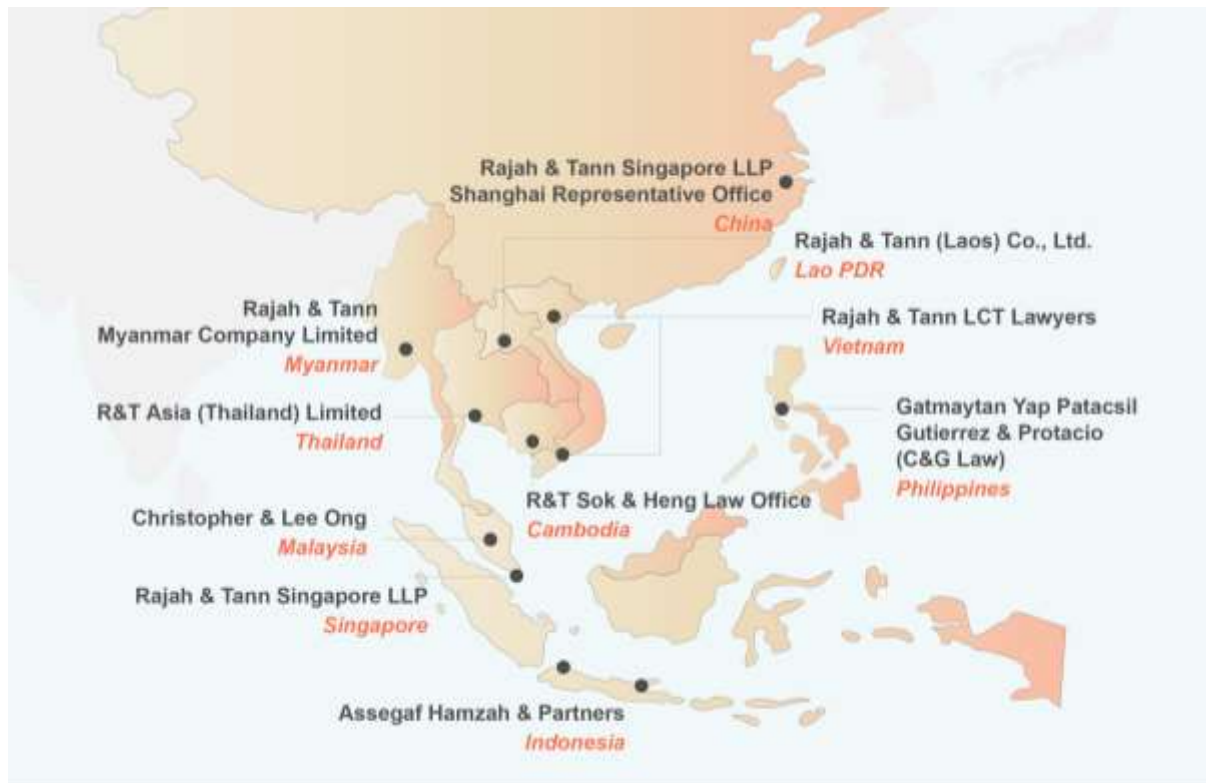 Rajah & Tann Singapore LLP
Shanghai Representative Office
China
Rajah & Tann (Laos) Co., Ltd.
Lao PDR
Rajah & Tann
Myanmar Company Limited
Myanmar
Rajah & Tann LCT Lawyers
Vietnam
R&T Asia (Thailand) Limited
Thailand
Gatmaytan Yap Patacsil
Gutierrez & Protacio
(C&G Law)
Philippines
R&T Sok & Heng Law Office
Cambodia
Christopher & Lee Ong
Malaysia
Rajah & Tann Singapore LLP
Singapore
Assegaf Hamzah & Partners
Indonesia